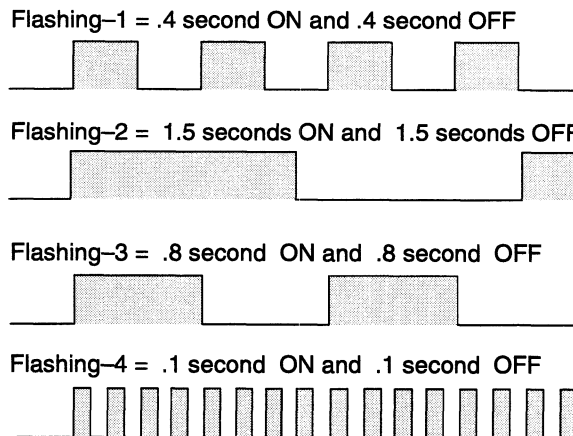 Flashing–1 = .4 second ON and .4 second OFF
Flashing–2 = 1.5 seconds ON and 1.5 seconds OFF
Flashing–3 = .8 second ON and .8 second OFF
Flashing–4 = .1 second ON and .1 second OFF